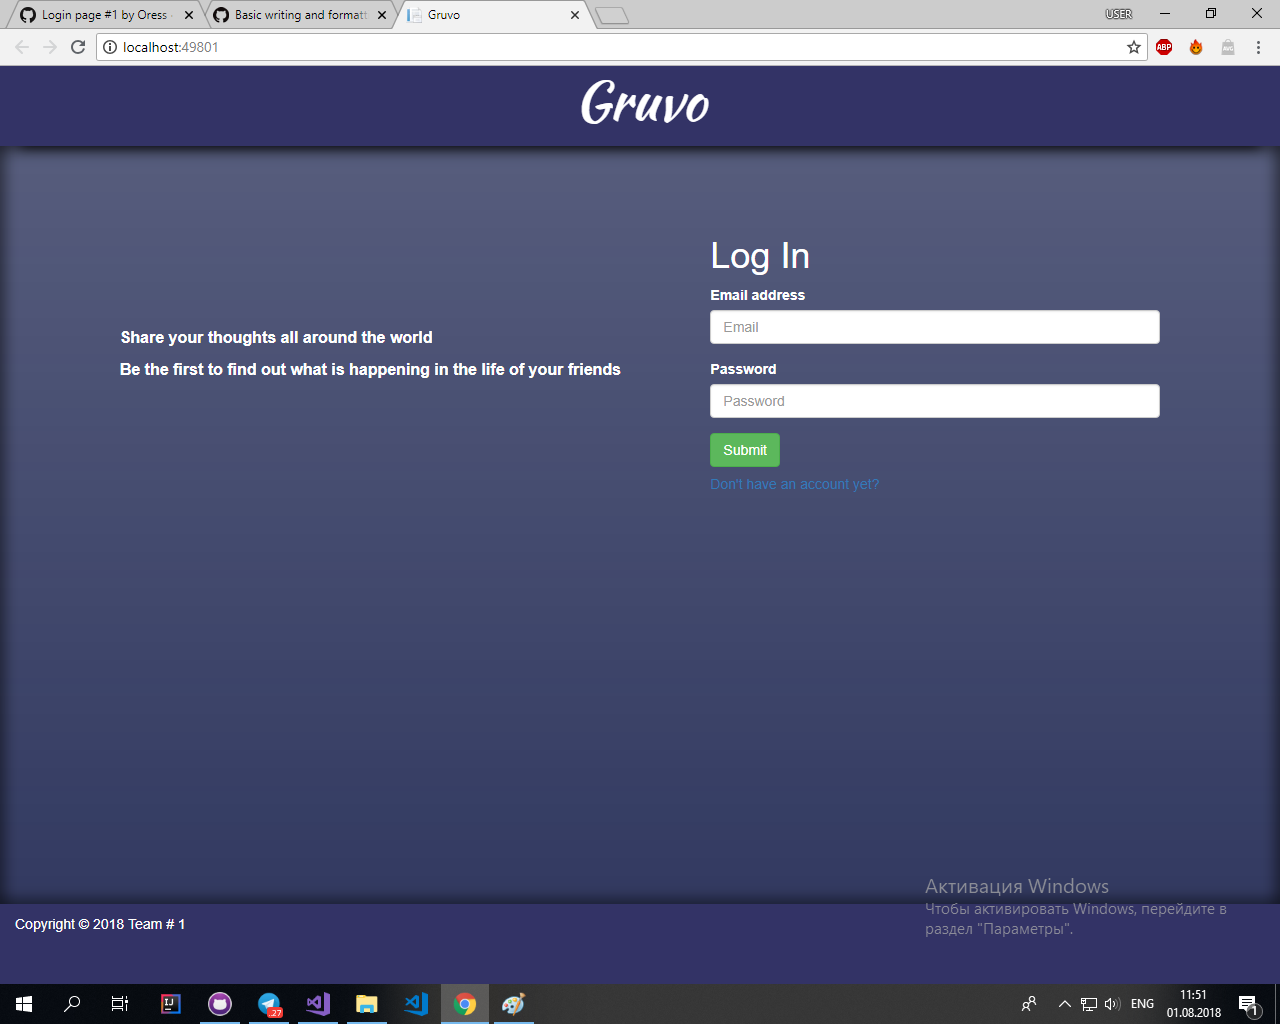 Login page #1 by Oress
Basic writing and formatt
Gruvo
USER
localhost:49801
ABP
AVG
Gruvo
Log In
Email address
Email
Share your thoughts all around the world
Be the first to find out what is happening in the life of your friends
Password
Password
Submit
Don't have an account yet?
Активация Windows
Чтобы активировать Windows, перейдите в
раздел "Параметры".
Copyright © 2018 Team # 1
IJ
27
ENG
11:51
01.08.2018
1